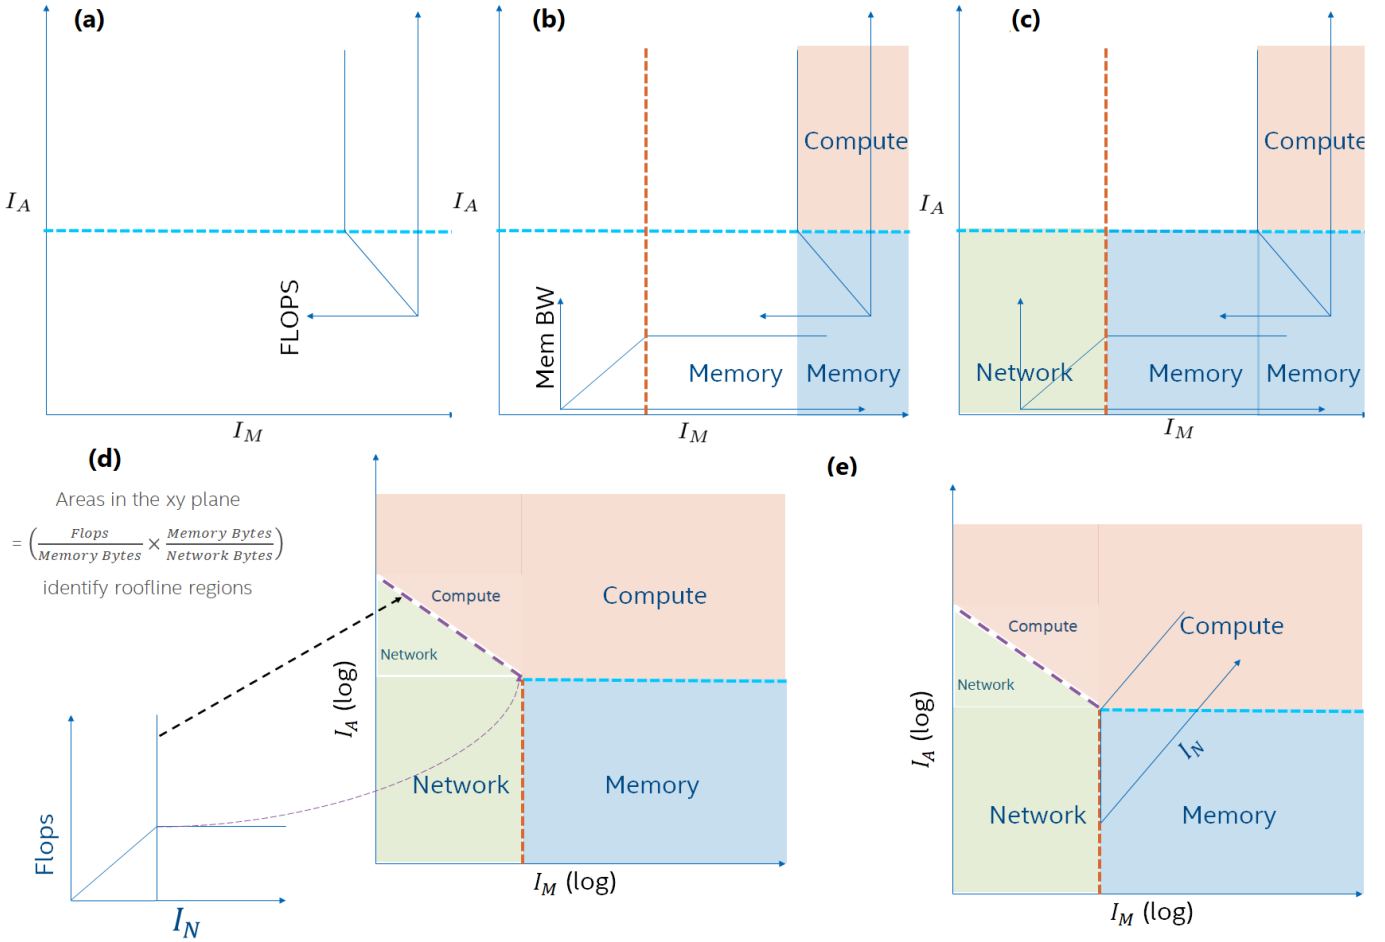 (a)
I_A
FLOPS
I_M
(b)
I_A
Compute
Mem BW
Memory
Memory
I_M
(c)
I_A
Compute
Network
Memory
Memory
I_M
(d)
Areas in the xy plane
= (Flops/Memory Bytes × Memory Bytes/Network Bytes)
identify roofline regions
Flops
I_N
I_A (log)
Compute
Compute
Network
Network
Memory
I_M (log)
(e)
I_A (log)
Compute
Compute
Network
I_N
Network
Memory
I_M (log)